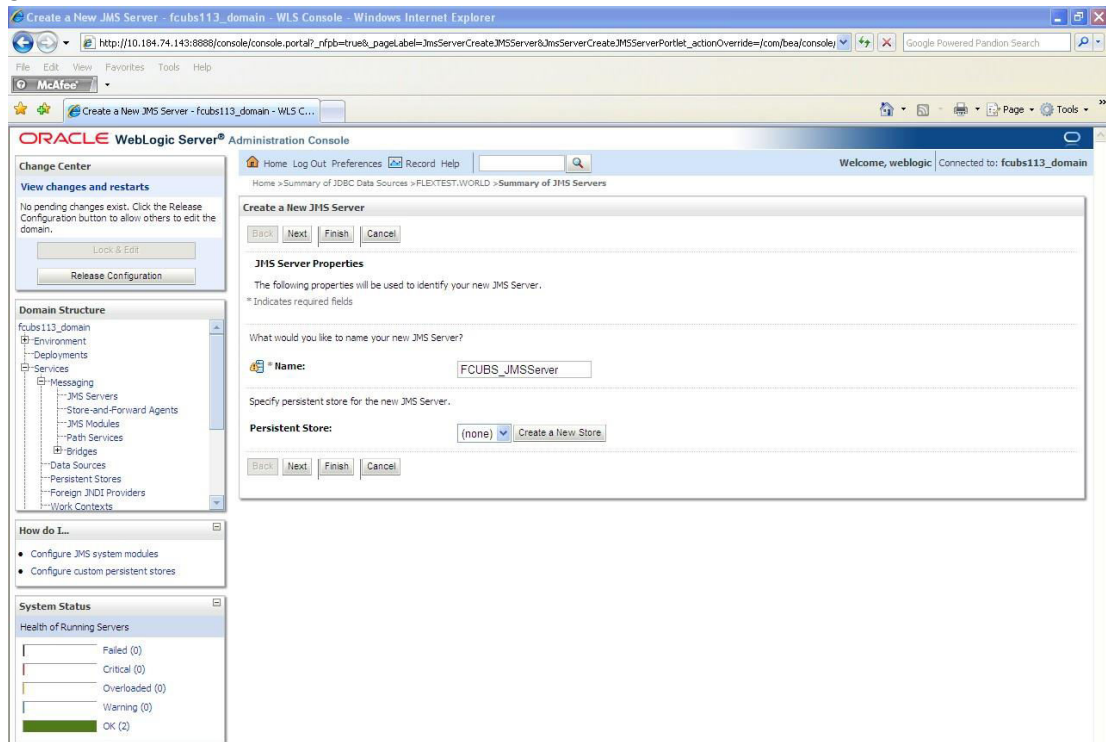 Create a New JMS Server - fcubs113_domain - WLS Console - Windows Internet Explorer
http://10.184.74.143:8888/console/console.portal?_nfpb=true&_pageLabel=JmsServerCreateJMSServer&JmsServerCreateJMSServerPortlet_actionOverride=/com/bea/console/
Google Powered Pandion Search
File Edit View Favorites Tools Help
McAfee
Create a New JMS Server - fcubs113_domain - WLS C...
Page Tools
ORACLE WebLogic Server® Administration Console
Change Center
View changes and restarts
No pending changes exist. Click the Release
Configuration button to allow others to edit the
domain.
Lock & Edit
Release Configuration
Domain Structure
fcubs113_domain
Environment
Deployments
Services
Messaging
JMS Servers
Store-and-Forward Agents
JMS Modules
Path Services
Bridges
Data Sources
Persistent Stores
Foreign JNDI Providers
Work Contexts
How do I...
Configure JMS system modules
Configure custom persistent stores
System Status
Health of Running Servers
Failed (0)
Critical (0)
Overloaded (0)
Warning (0)
OK (2)
Home Log Out Preferences Record Help
Welcome, weblogic Connected to: fcubs113_domain
Home >Summary of JDBC Data Sources >FLEXTEST.WORLD >Summary of JMS Servers
Create a New JMS Server
Back Next Finish Cancel
JMS Server Properties
The following properties will be used to identify your new JMS Server.
* Indicates required fields
What would you like to name your new JMS Server?
* Name: FCUBS_JMSServer
Specify persistent store for the new JMS Server.
Persistent Store: (none) Create a New Store
Back Next Finish Cancel